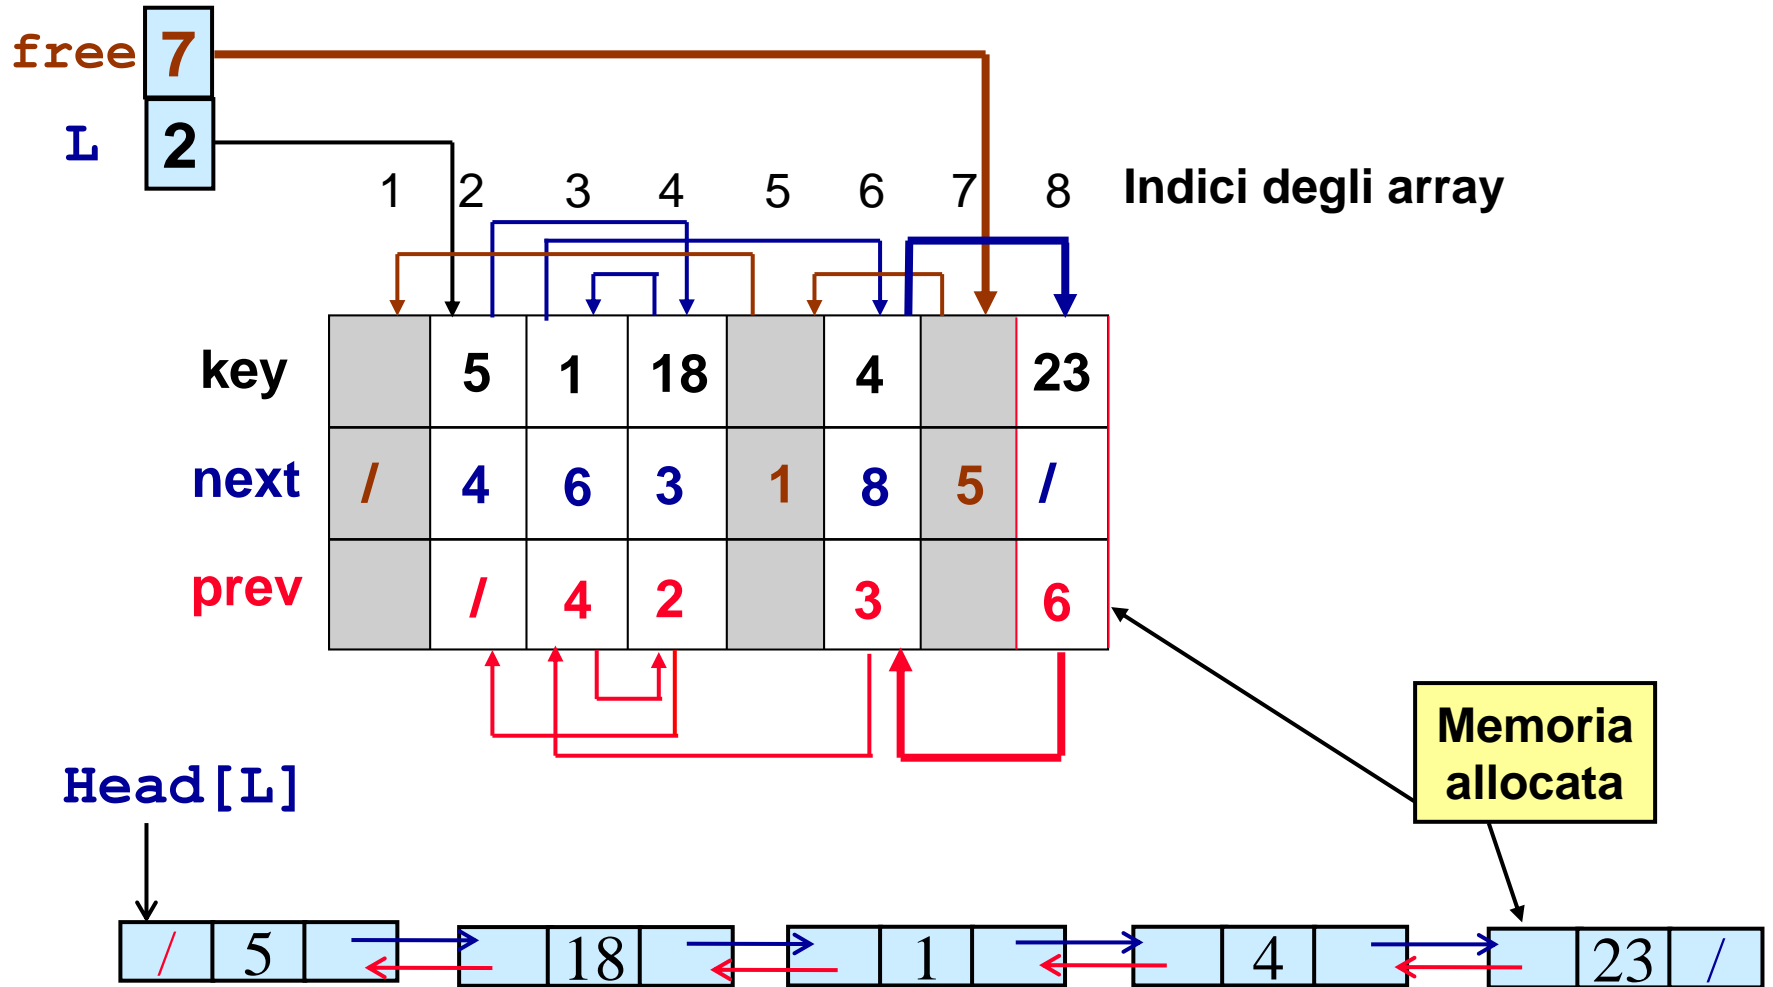 free 7
L 2
1 2 3 4 5 6 7 8 Indici degli array
key 5 1 18 4 23
next / 4 6 3 1 8 5 /
prev / 4 2 3 6
Memoria
allocata
Head[L]
/ 5 18 1 4 23 /